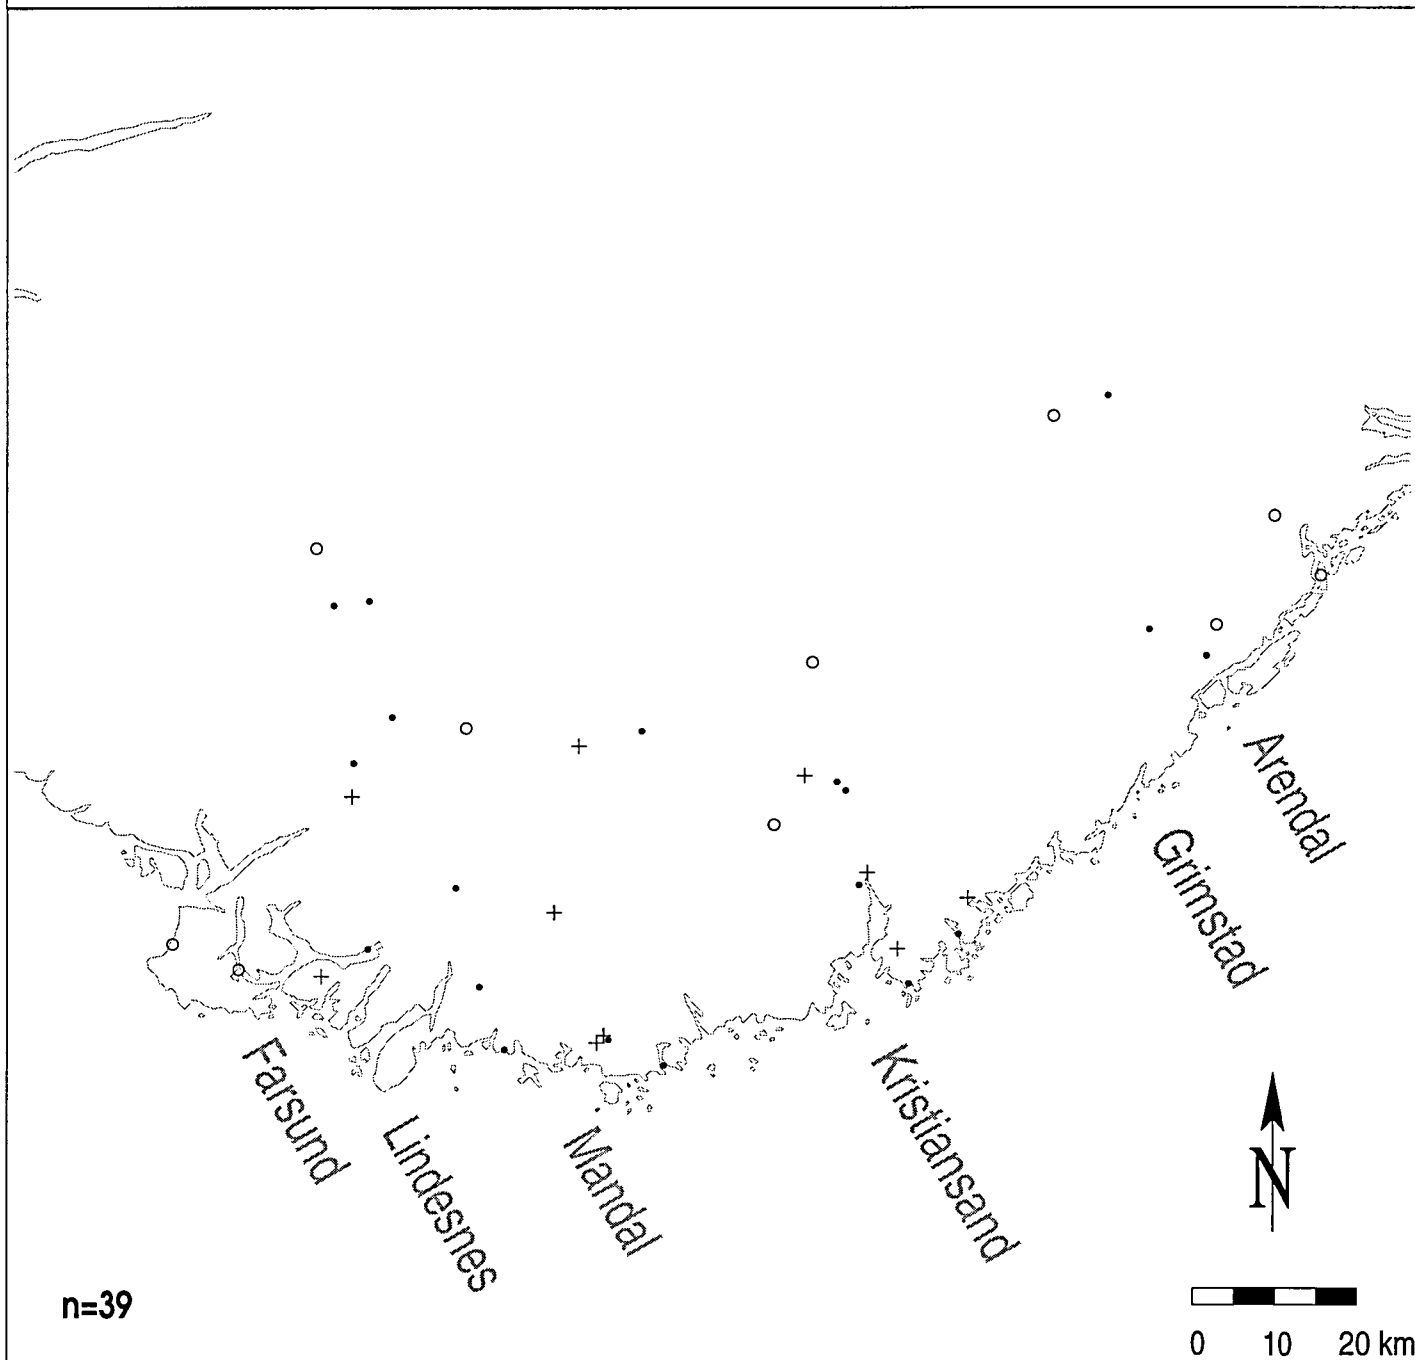 Arendal
Grimstad
Farsund
Lindesnes
Mandal
Kristiansand
N
n=39
0 10 20 km